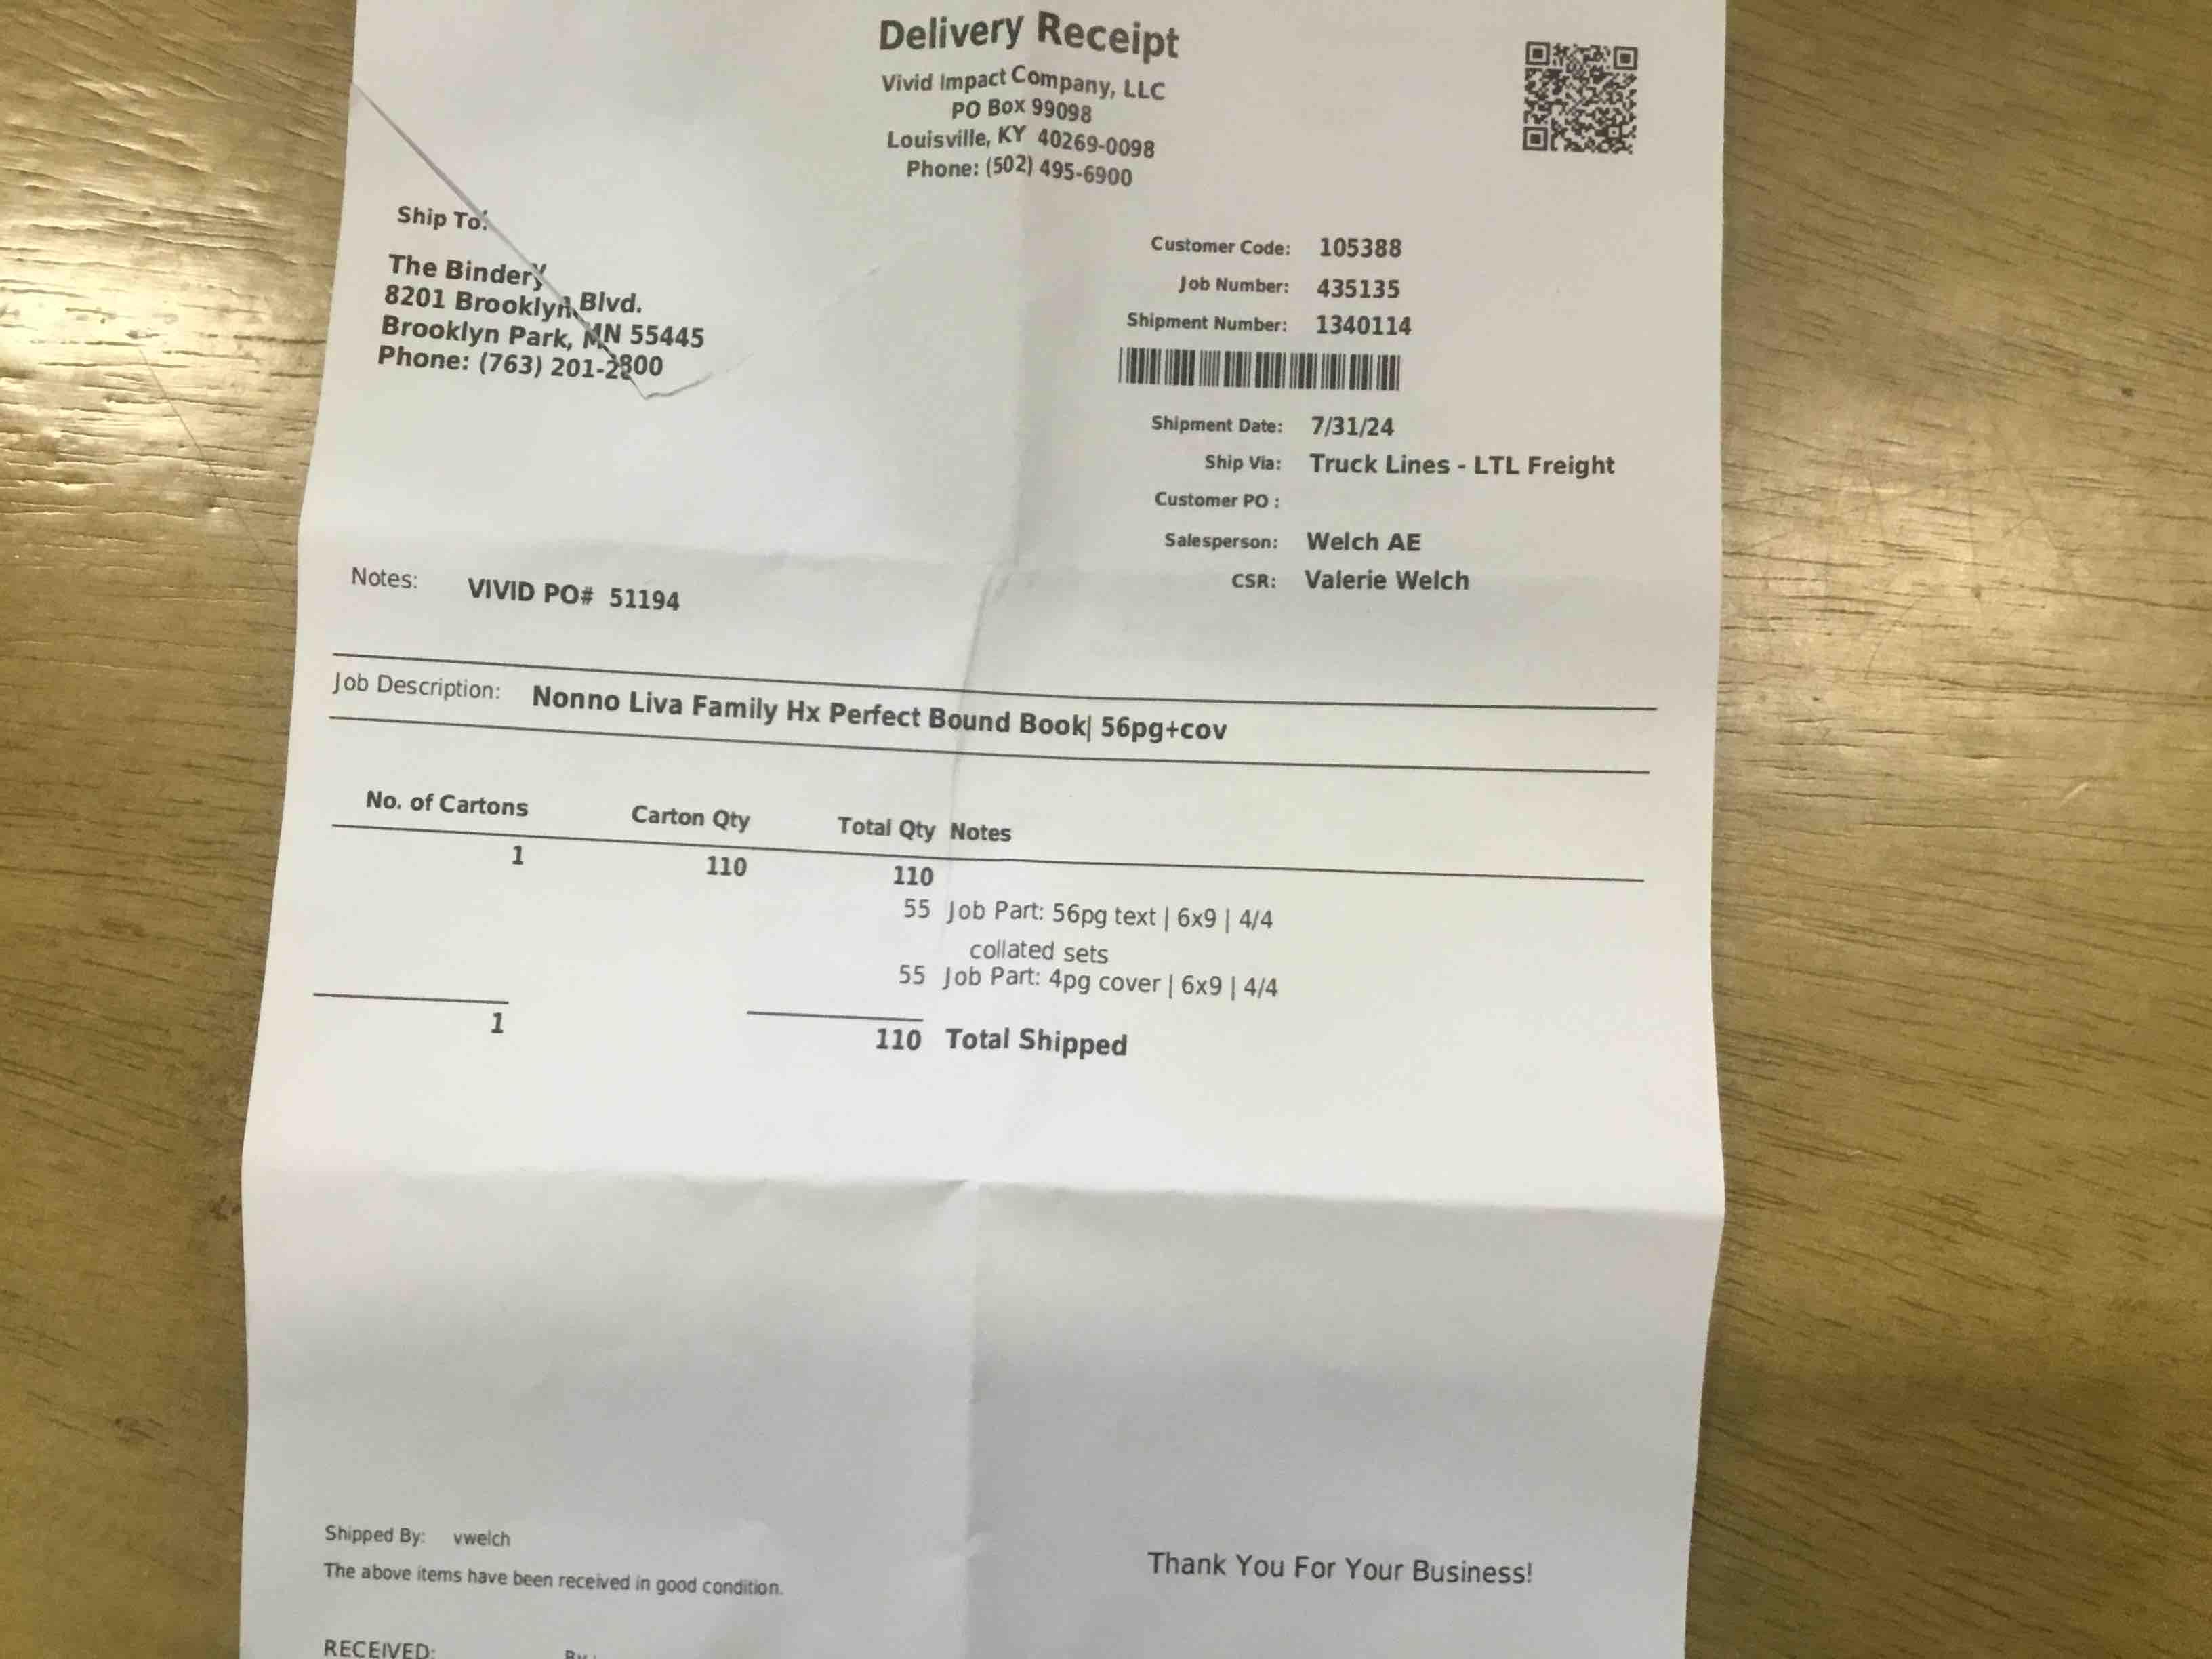 Delivery Receipt
Vivid Impact Company, LLC
PO Box 99098
Louisville, KY 40269-0098
Phone: (502) 495-6900
Ship To:
The Bindery
8201 Brooklyn Blvd.
Brooklyn Park, MN 55445
Phone: (763) 201-2800
Customer Code: 105388
Job Number: 435135
Shipment Number: 1340114
Shipment Date: 7/31/24
Ship Via: Truck Lines - LTL Freight
Customer PO :
Salesperson: Welch AE
CSR: Valerie Welch
Notes: VIVID PO# 51194
Job Description: Nonno Liva Family Hx Perfect Bound Book| 56pg+cov
No. of Cartons Carton Qty Total Qty Notes
1 110 110
55 Job Part: 56pg text | 6x9 | 4/4
collated sets
55 Job Part: 4pg cover | 6x9 | 4/4
1 110 Total Shipped
Shipped By: vwelch
The above items have been received in good condition.
Thank You For Your Business!
RECEIVED: By